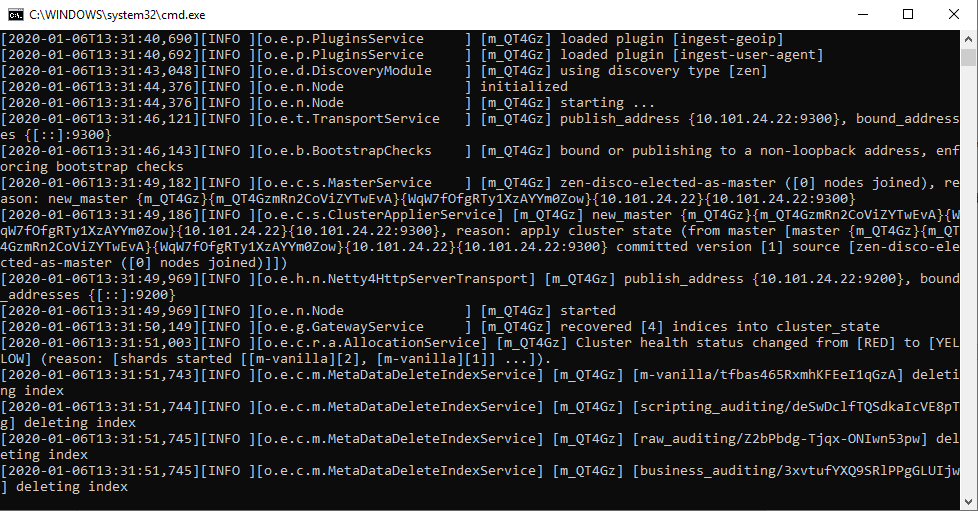 C:\WINDOWS\system32\cmd.exe
[2020-01-06T13:31:40,690][INFO ][o.e.p.PluginsService     ] [m_QT4Gz] loaded plugin [ingest-geoip]
[2020-01-06T13:31:40,692][INFO ][o.e.p.PluginsService     ] [m_QT4Gz] loaded plugin [ingest-user-agent]
[2020-01-06T13:31:43,048][INFO ][o.e.d.DiscoveryModule    ] [m_QT4Gz] using discovery type [zen]
[2020-01-06T13:31:44,376][INFO ][o.e.n.Node               ] initialized
[2020-01-06T13:31:44,376][INFO ][o.e.n.Node               ] [m_QT4Gz] starting ...
[2020-01-06T13:31:46,121][INFO ][o.e.t.TransportService   ] [m_QT4Gz] publish_address {10.101.24.22:9300}, bound_address
es {[::]:9300}
[2020-01-06T13:31:46,143][INFO ][o.e.b.BootstrapChecks    ] [m_QT4Gz] bound or publishing to a non-loopback address, enf
orcing bootstrap checks
[2020-01-06T13:31:49,182][INFO ][o.e.c.s.MasterService    ] [m_QT4Gz] zen-disco-elected-as-master ([0] nodes joined), re
ason: new_master {m_QT4Gz}{m_QT4GzmRn2CoViZYTwEvA}{WqW7fOfgRTy1XzAYYm0Zow}{10.101.24.22}{10.101.24.22:9300}
[2020-01-06T13:31:49,186][INFO ][o.e.c.s.ClusterApplierService] [m_QT4Gz] new_master {m_QT4Gz}{m_QT4GzmRn2CoViZYTwEvA}{W
qW7fOfgRTy1XzAYYm0Zow}{10.101.24.22}{10.101.24.22:9300}, reason: apply cluster state (from master [master {m_QT4Gz}{m_QT
4GzmRn2CoViZYTwEvA}{WqW7fOfgRTy1XzAYYm0Zow}{10.101.24.22}{10.101.24.22:9300} committed version [1] source [zen-disco-ele
cted-as-master ([0] nodes joined)]])
[2020-01-06T13:31:49,969][INFO ][o.e.h.n.Netty4HttpServerTransport] [m_QT4Gz] publish_address {10.101.24.22:9200}, bound
_addresses {[::]:9200}
[2020-01-06T13:31:49,969][INFO ][o.e.n.Node               ] [m_QT4Gz] started
[2020-01-06T13:31:50,149][INFO ][o.e.g.GatewayService     ] [m_QT4Gz] recovered [4] indices into cluster_state
[2020-01-06T13:31:51,003][INFO ][o.e.c.r.a.AllocationService] [m_QT4Gz] Cluster health status changed from [RED] to [YEL
LOW] (reason: [shards started [[m-vanilla][2], [m-vanilla][1]] ...]).
[2020-01-06T13:31:51,743][INFO ][o.e.c.m.MetaDataDeleteIndexService] [m_QT4Gz] [m-vanilla/tfbas465RxmhKFEeI1qGzA] deleti
ng index
[2020-01-06T13:31:51,744][INFO ][o.e.c.m.MetaDataDeleteIndexService] [m_QT4Gz] [scripting_auditing/deSwDclfTQSdkaIcVE8pT
g] deleting index
[2020-01-06T13:31:51,745][INFO ][o.e.c.m.MetaDataDeleteIndexService] [m_QT4Gz] [raw_auditing/Z2bPbdg-Tjqx-ONIwn53pw] del
eting index
[2020-01-06T13:31:51,745][INFO ][o.e.c.m.MetaDataDeleteIndexService] [m_QT4Gz] [business_auditing/3xvtufYXQ9SRlPPgGLUIjw
] deleting index